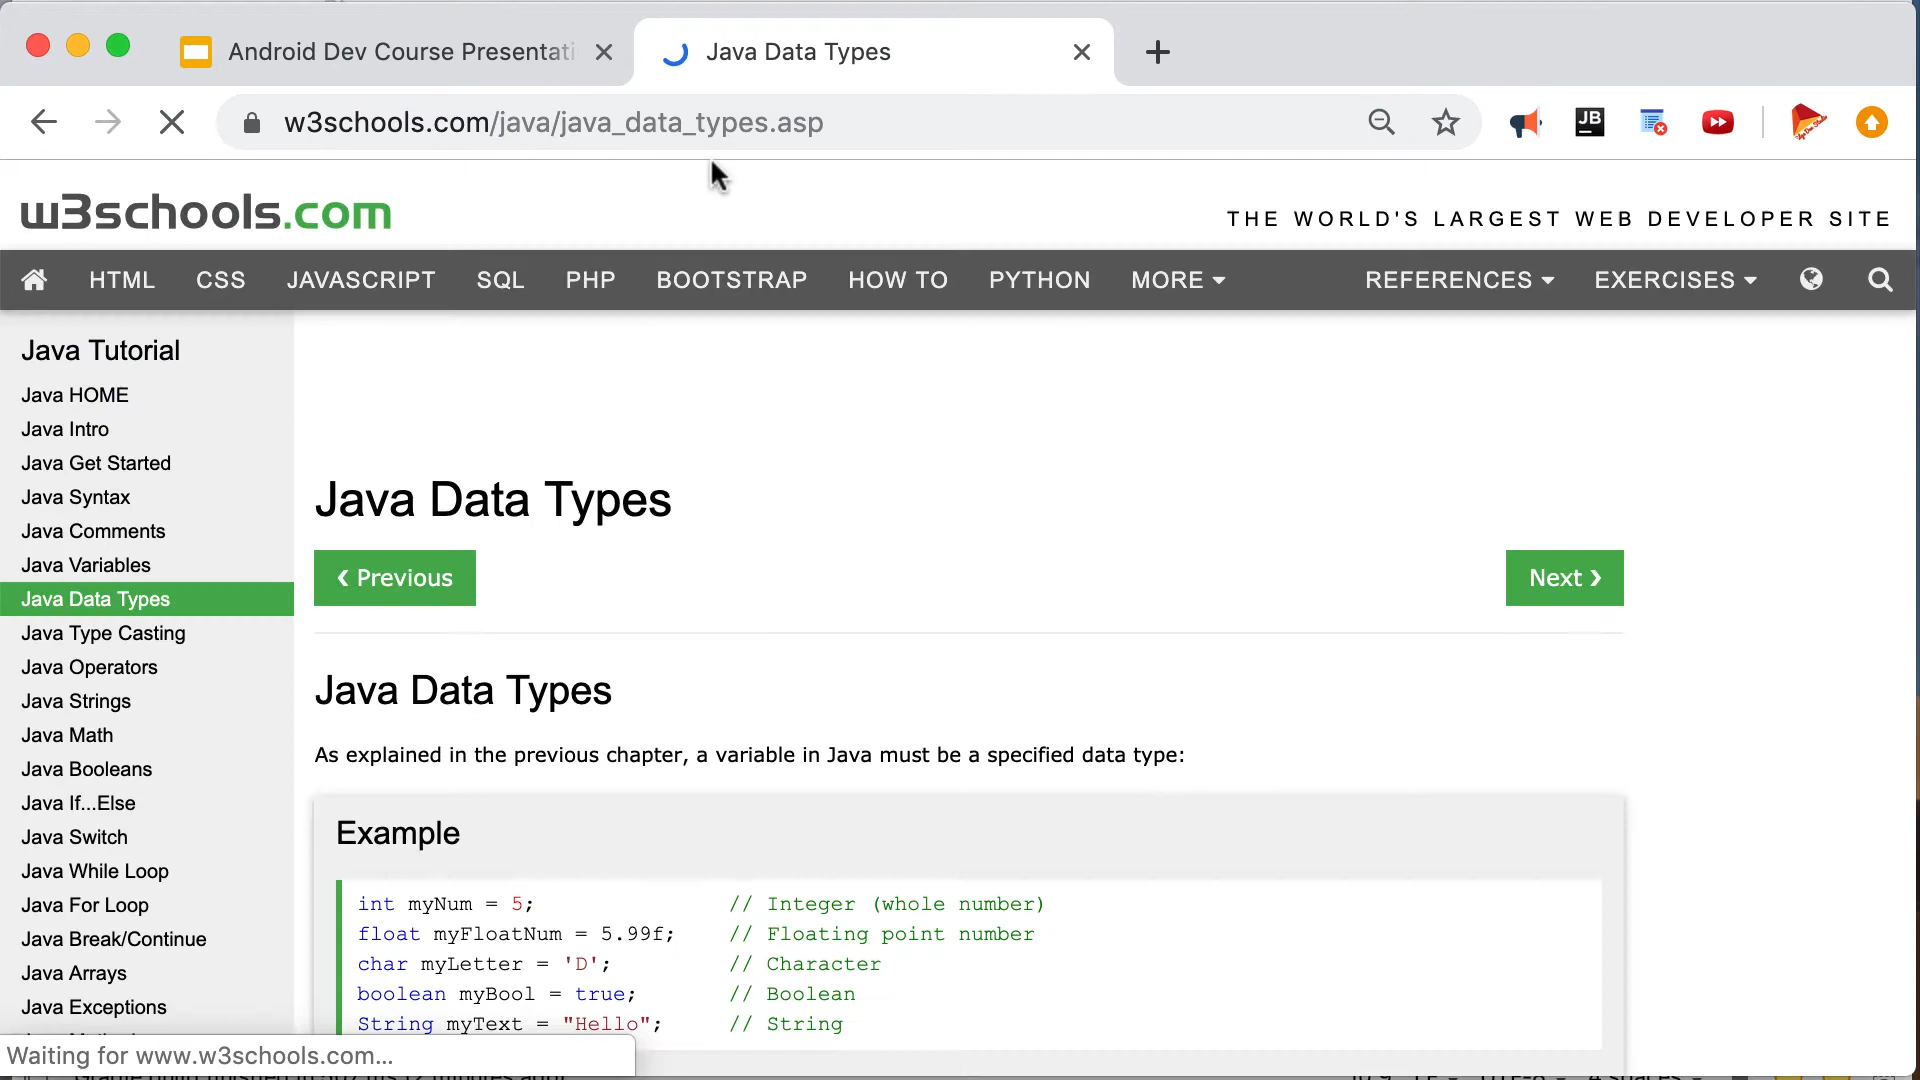 Android Dev Course Presentati
Java Data Types
w3schools.com/java/java_data_types.asp
JB
w3schools.com
THE WORLD'S LARGEST WEB DEVELOPER SITE
HTML CSS JAVASCRIPT SQL PHP BOOTSTRAP HOW TO PYTHON MORE REFERENCES EXERCISES
Java Tutorial
Java HOME
Java Intro
Java Get Started
Java Syntax
Java Comments
Java Variables
Java Data Types
Java Type Casting
Java Operators
Java Strings
Java Math
Java Booleans
Java If...Else
Java Switch
Java While Loop
Java For Loop
Java Break/Continue
Java Arrays
Java Exceptions
Java Data Types
❮ Previous
Next ❯
Java Data Types
As explained in the previous chapter, a variable in Java must be a specified data type:
Example
int myNum = 5; // Integer (whole number)
float myFloatNum = 5.99f; // Floating point number
char myLetter = 'D'; // Character
boolean myBool = true; // Boolean
String myText = "Hello"; // String
Waiting for www.w3schools.com...